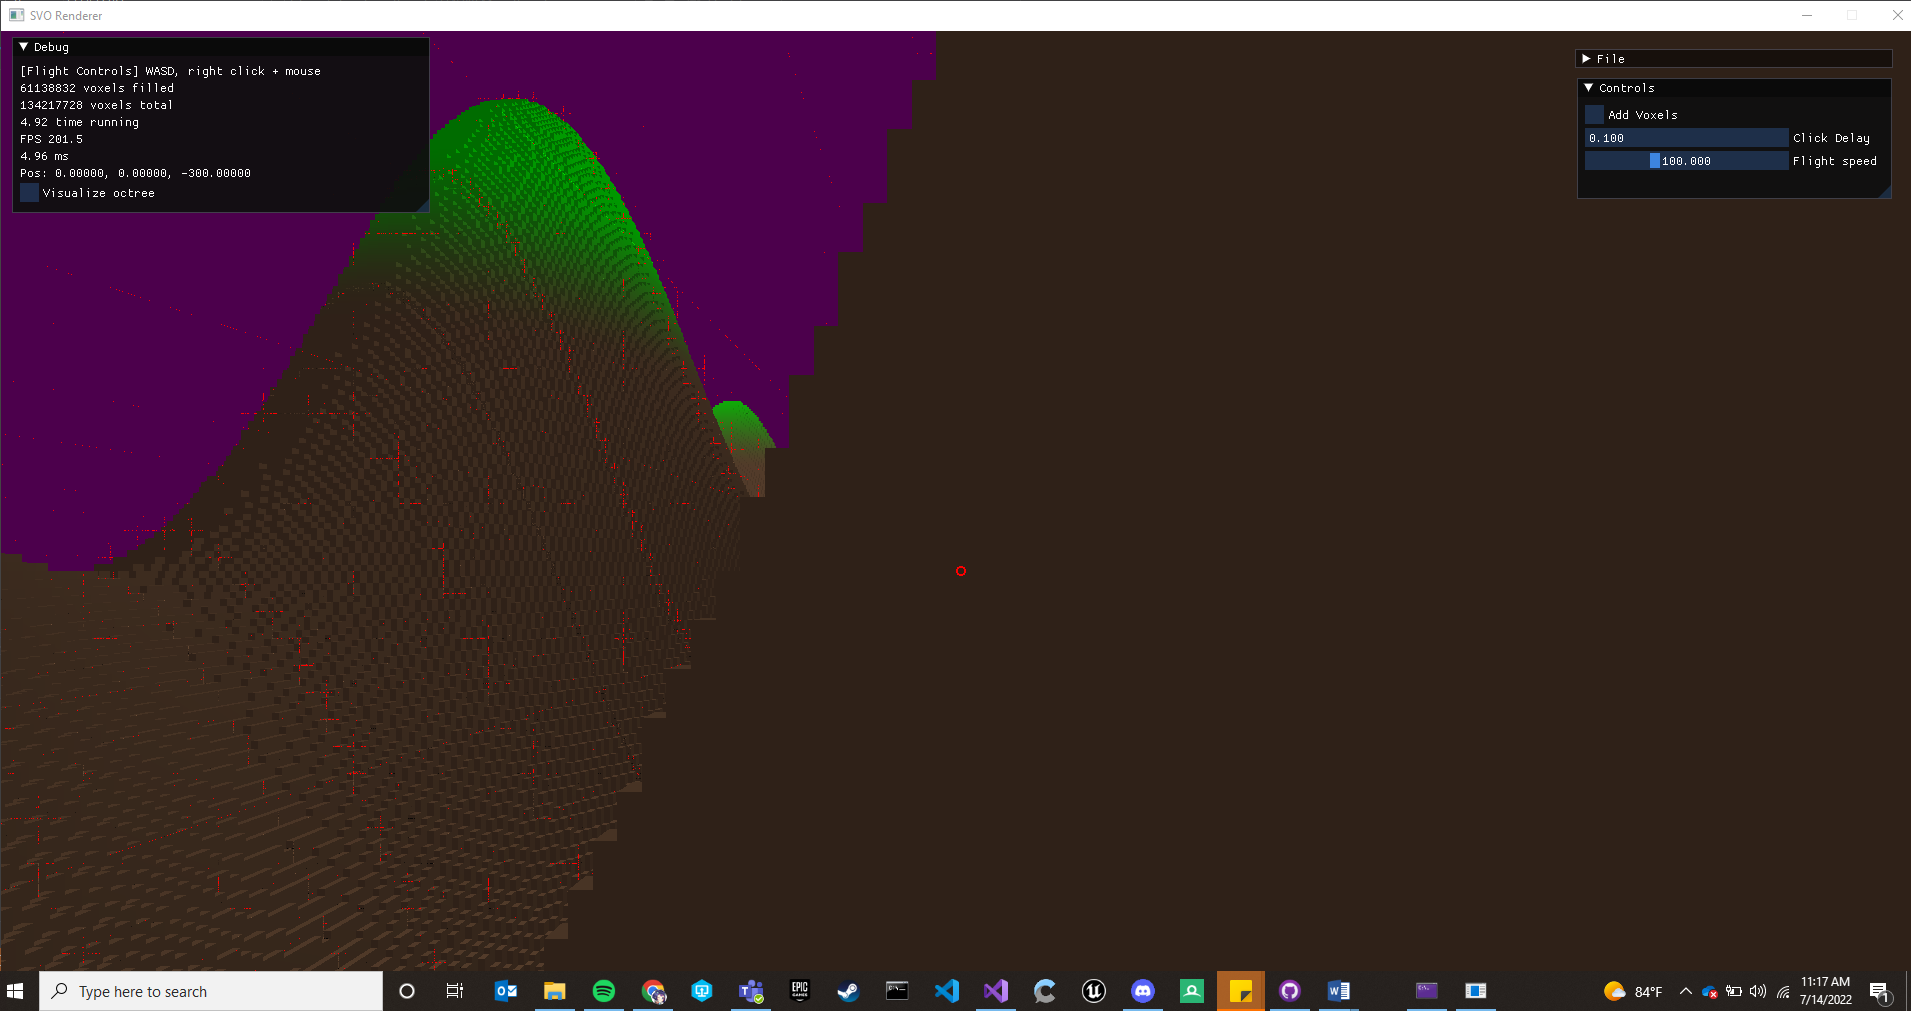 SVO Renderer
Debug
[Flight Controls] WASD, right click + mouse
61138832 voxels filled
134217728 voxels total
4.92 time running
FPS 201.5
4.96 ms
Pos: 0.00000, 0.00000, -300.00000
Visualize octree
File
Controls
Add Voxels
0.100 Click Delay
100.000 Flight speed
Type here to search
EPIC GAMES
84°F
11:17 AM
7/14/2022
1